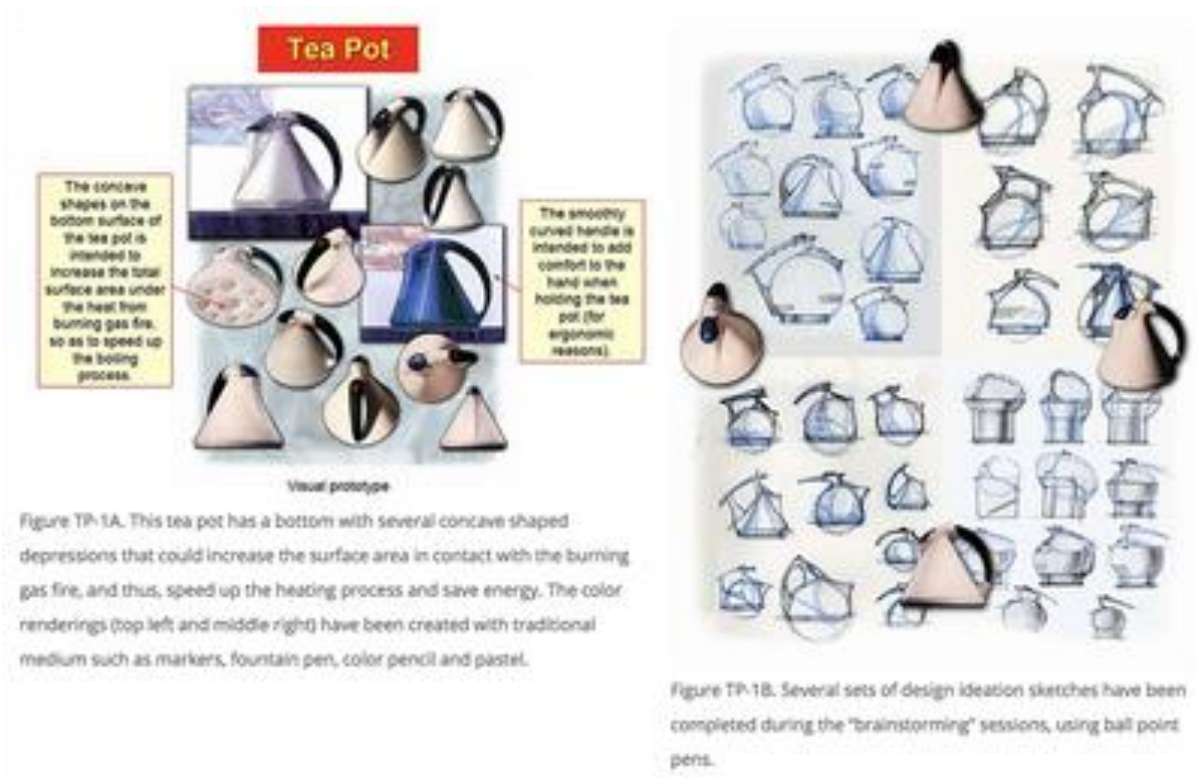 Tea Pot
The concave
shapes on the
bottom surface of
the tea pot is
intended to
increase the total
surface area under
the heat from
burning gas fire,
so as to speed up
the boiling
process.
The smoothly
curved handle is
intended to add
comfort to the
hand when
holding the tea
pot (for
ergonomic
reasons).
Visual prototype
Figure TP-1A. This tea pot has a bottom with several concave shaped
depressions that could increase the surface area in contact with the burning
gas fire, and thus, speed up the heating process and save energy. The color
renderings (top left and middle right) have been created with traditional
medium such as markers, fountain pen, color pencil and pastel.
Figure TP-1B. Several sets of design ideation sketches have been
completed during the "brainstorming" sessions, using ball point
pens.